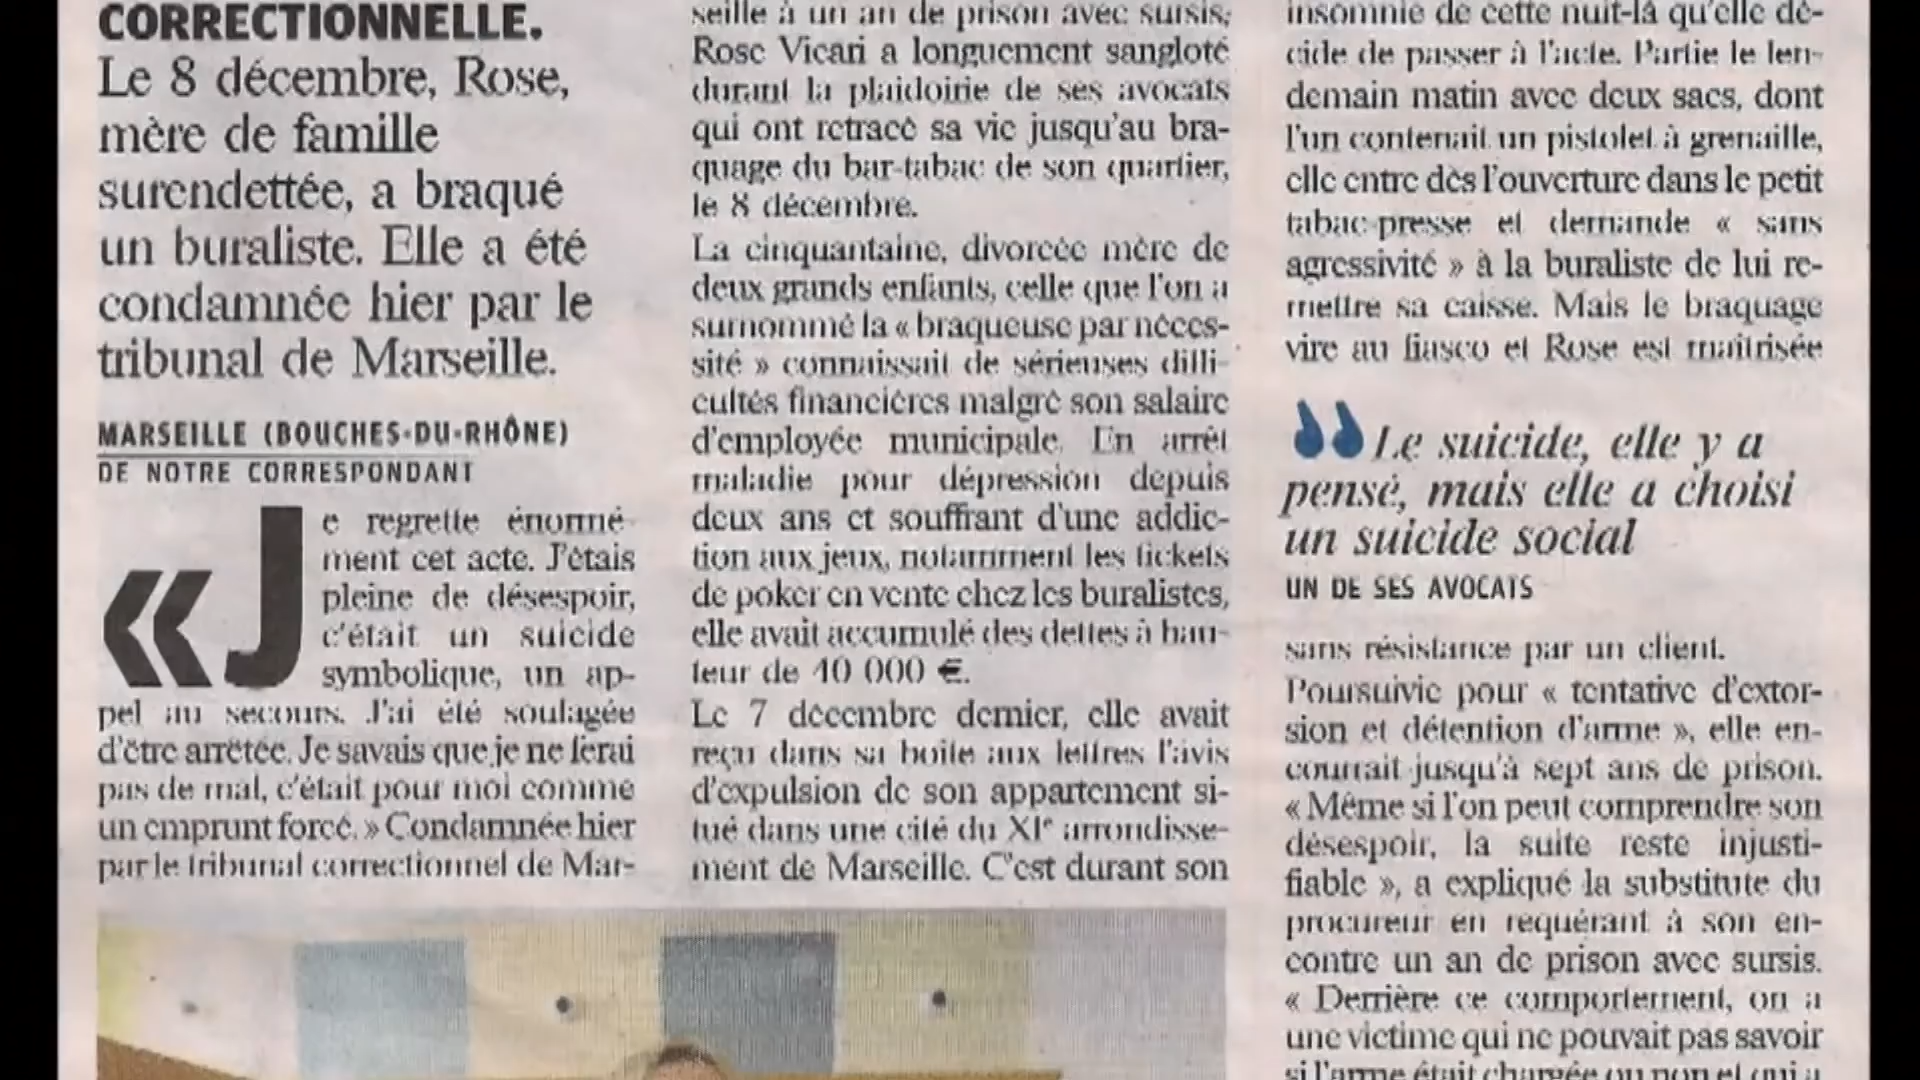 CORRECTIONNELLE.
Le 8 décembre, Rose,
mère de famille
surendettée, a braqué
un buraliste. Elle a été
condamnée hier par le
tribunal de Marseille.
MARSEILLE (BOUCHES-DU-RHÔNE)
DE NOTRE CORRESPONDANT
« Je regrette énormé-
ment cet acte. J'étais
pleine de désespoir,
c'était un suicide
symbolique, un ap-
pel au secours. J'ai été soulagée
d'être arrêtée. Je savais que je ne ferai
pas de mal, c'était pour moi comme
un emprunt forcé. » Condamnée hier
par le tribunal correctionnel de Mar-
seille à un an de prison avec sursis,
Rose Vicari a longuement sangloté
durant la plaidoirie de ses avocats
qui ont retracé sa vie jusqu'au bra-
quage du bar-tabac de son quartier,
le 8 décembre.
La cinquantaine, divorcée mère de
deux grands enfants, celle que l'on a
surnommé la « braqueuse par néces-
sité » connaissait de sérieuses diffi-
cultés financières malgré son salaire
d'employée municipale. En arrêt
maladie pour dépression depuis
deux ans et souffrant d'une addic-
tion aux jeux, notamment les tickets
de poker en vente chez les buralistes,
elle avait accumulé des dettes à hau-
teur de 10 000 €.
Le 7 décembre dernier, elle avait
reçu dans sa boîte aux lettres l'avis
d'expulsion de son appartement si-
tué dans une cité du XIe arrondisse-
ment de Marseille. C'est durant son
insomnie de cette nuit-là qu'elle dé-
cide de passer à l'acte. Partie le len-
demain matin avec deux sacs, dont
l'un contenait un pistolet à grenaille,
elle entre dès l'ouverture dans le petit
tabac-presse et demande « sans
agressivité » à la buraliste de lui re-
mettre sa caisse. Mais le braquage
vire au fiasco et Rose est maîtrisée
“Le suicide, elle y a
pensé, mais elle a choisi
un suicide social
UN DE SES AVOCATS
sans résistance par un client.
Poursuivie pour « tentative d'extor-
sion et détention d'arme », elle en-
courrait jusqu'à sept ans de prison.
« Même si l'on peut comprendre son
désespoir, la suite reste injusti-
fiable », a expliqué la substitute du
procureur en requérant à son en-
contre un an de prison avec sursis.
« Derrière ce comportement, on a
une victime qui ne pouvait pas savoir
si l'arme était chargée ou non et qui a